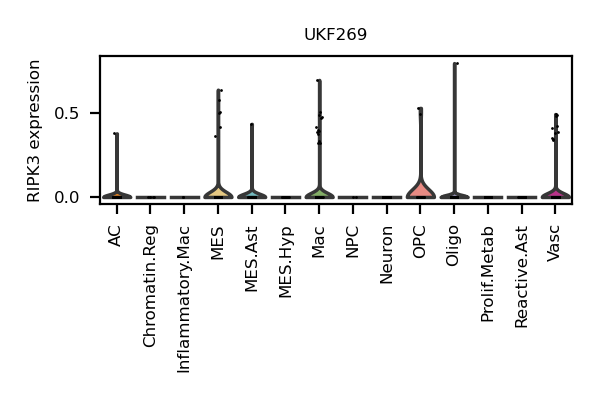 UKF269
RIPK3 expression
0.5
0.0
AC
Chromatin.Reg
Inflammatory.Mac
MES
MES.Ast
MES.Hyp
Mac
NPC
Neuron
OPC
Oligo
Prolif.Metab
Reactive.Ast
Vasc